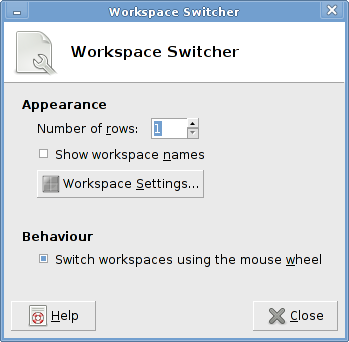 Workspace Switcher
Workspace Switcher
Appearance
Number of rows: 1
Show workspace names
Workspace Settings...
Behaviour
Switch workspaces using the mouse wheel
Help Close